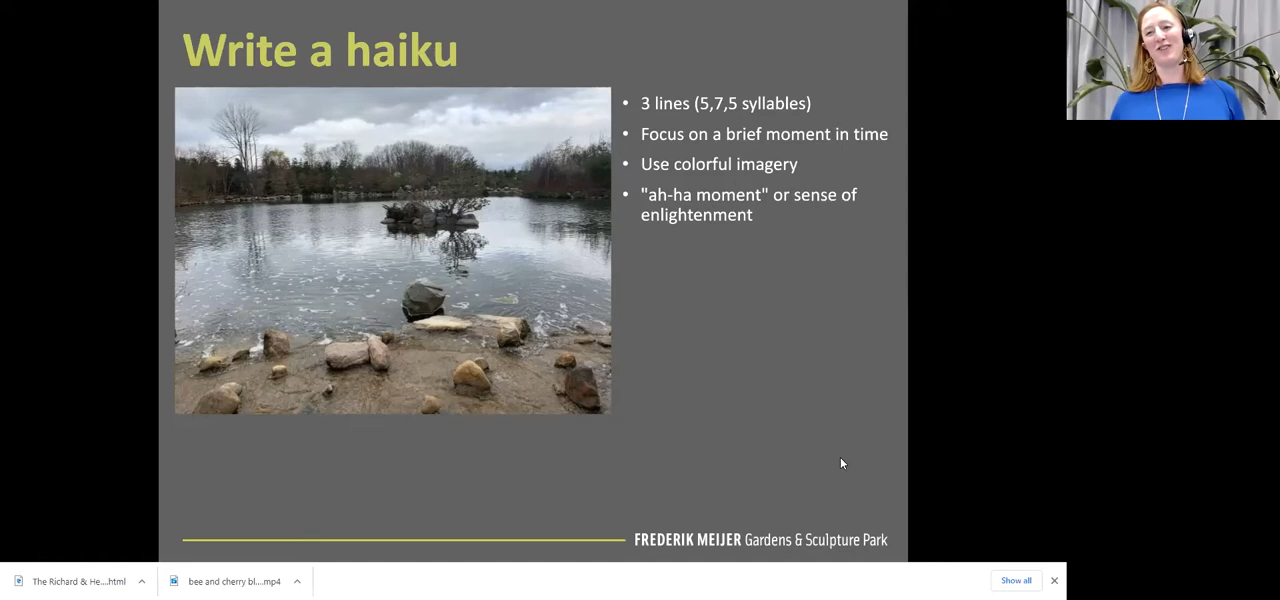 Write a haiku
• 3 lines (5,7,5 syllables)
• Focus on a brief moment in time
• Use colorful imagery
• "ah-ha moment" or sense of
enlightenment
FREDERIK MEIJER Gardens & Sculpture Park
The Richard & He....html
bee and cherry bl....mp4
Show all